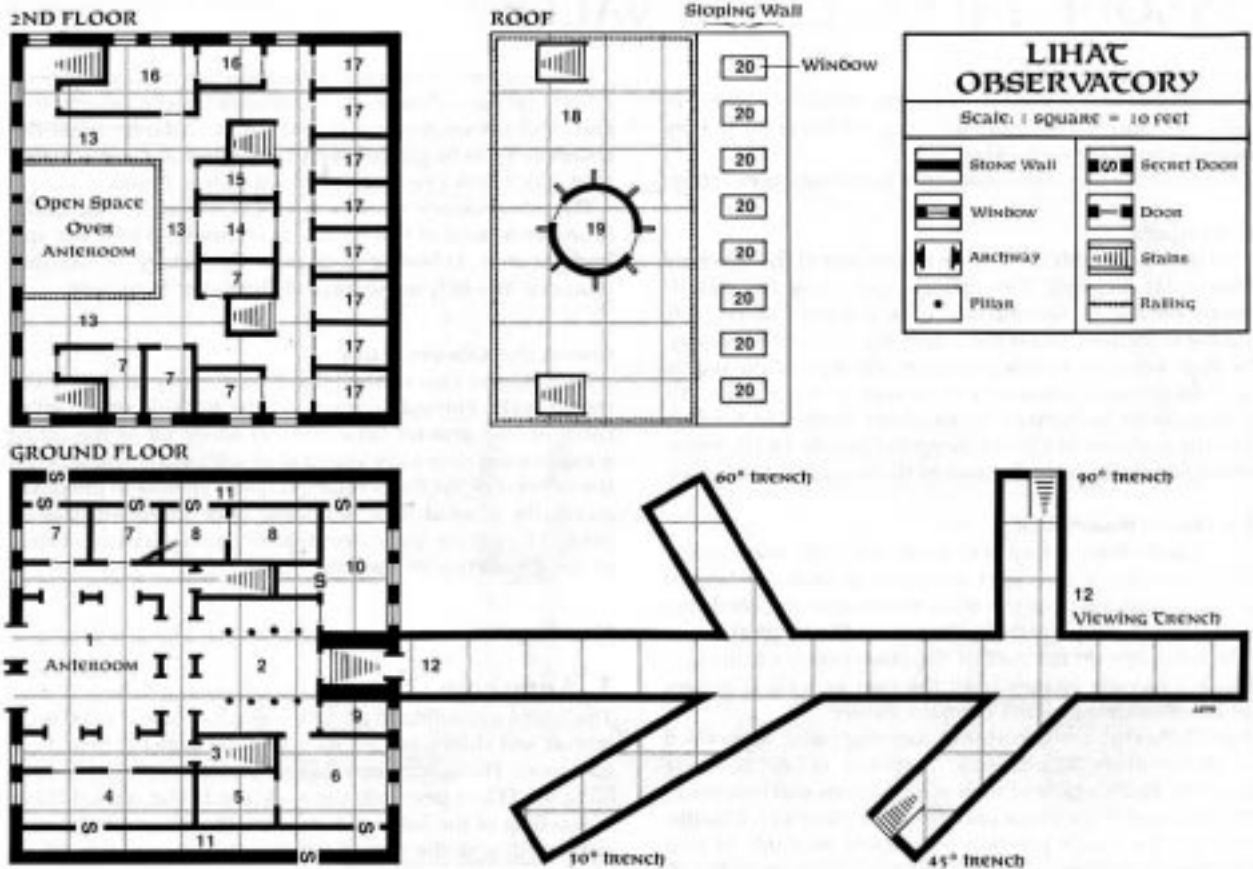 2ND FLOOR
16
16
17
17
13
17
15
17
OPEN SPACE
OVER
ANTEROOM
13
14
17
7
17
13
17
7
7
7
17
ROOF
SLOPING WALL
20
WINDOW
18
20
20
19
20
20
20
20
20
LIHAT
OBSERVATORY
SCALE: 1 SQUARE = 10 FEET
STONE WALL
S
SECRET DOOR
WINDOW
DOOR
ARCHWAY
STAIRS
PILLAR
RAILING
GROUND FLOOR
S
S
S
S
11
S
7
7
8
8
S
10
1
ANTEROOM
2
12
9
3
4
5
6
S
11
S
S
60° TRENCH
90° TRENCH
12
VIEWING TRENCH
30° TRENCH
45° TRENCH